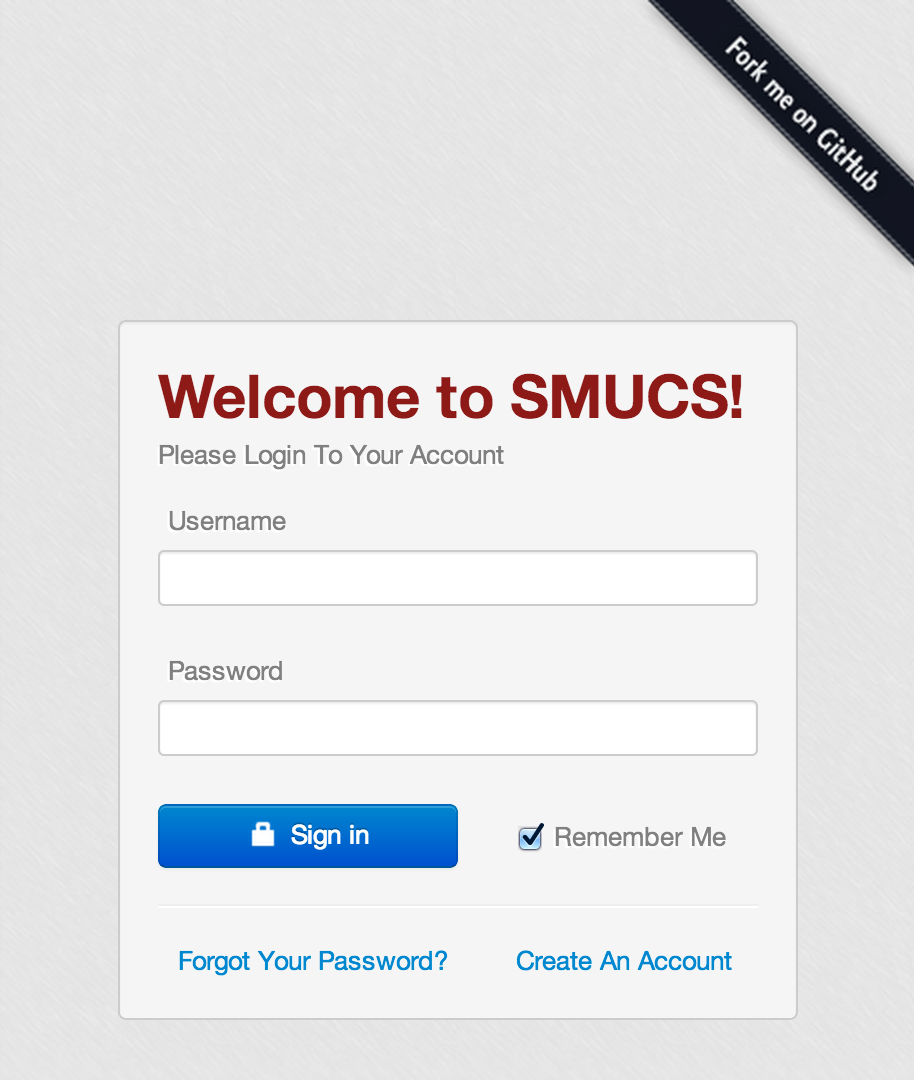 Fork me on GitHub
Welcome to SMUCS!
Please Login To Your Account
Username
Password
Sign in
Remember Me
Forgot Your Password?
Create An Account